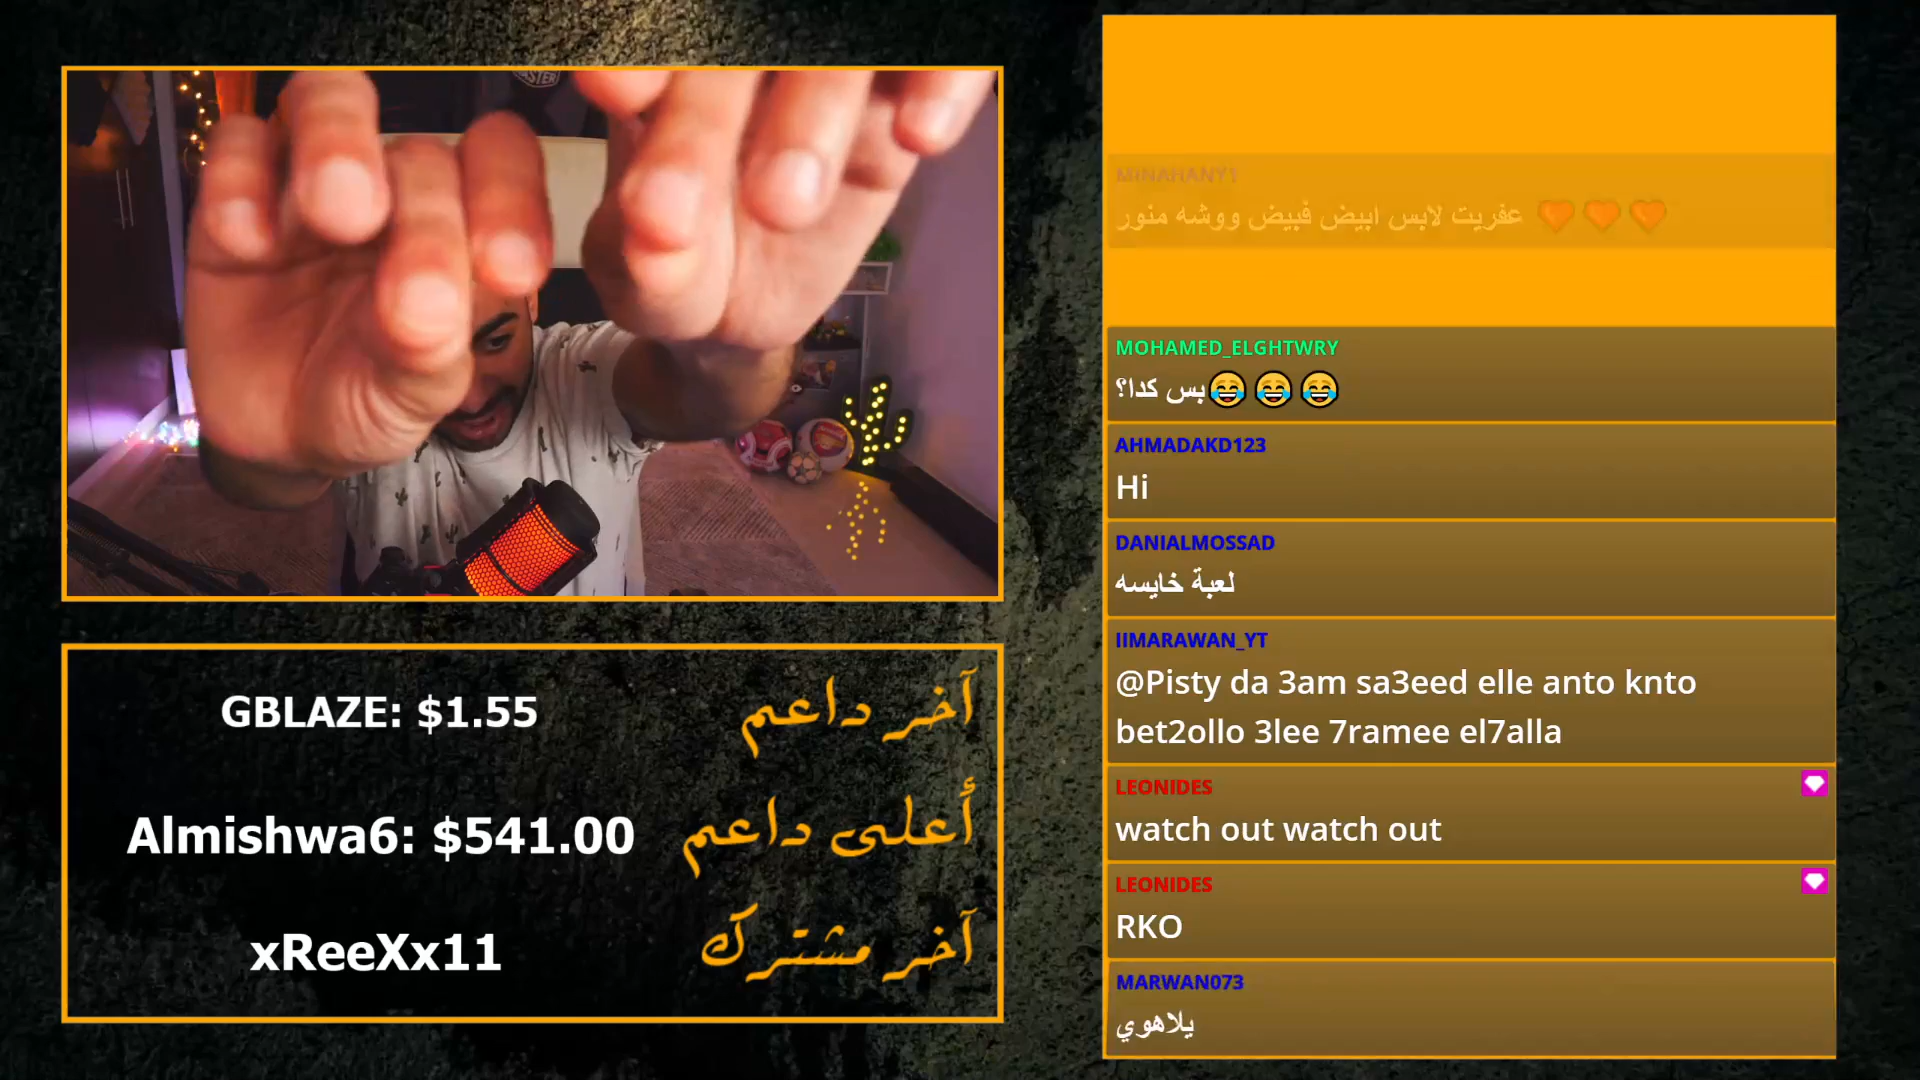 ASTER
GBLAZE: $1.55
آخر داعم
Almishwa6: $541.00
أعلى داعم
xReeXx11
آخر مشترك
MINAHANY1
عفريت لابس ابيض فبيض ووشه منور 🧡 🧡 🧡
MOHAMED_ELGHTWRY
بس كدا؟😂 😂 😂
AHMADAKD123
Hi
DANIALMOSSAD
لعبة خايسه
IIMARAWAN_YT
@Pisty da 3am sa3eed elle anto knto
bet2ollo 3lee 7ramee el7alla
LEONIDES
watch out watch out
LEONIDES
RKO
MARWAN073
يلاهوي